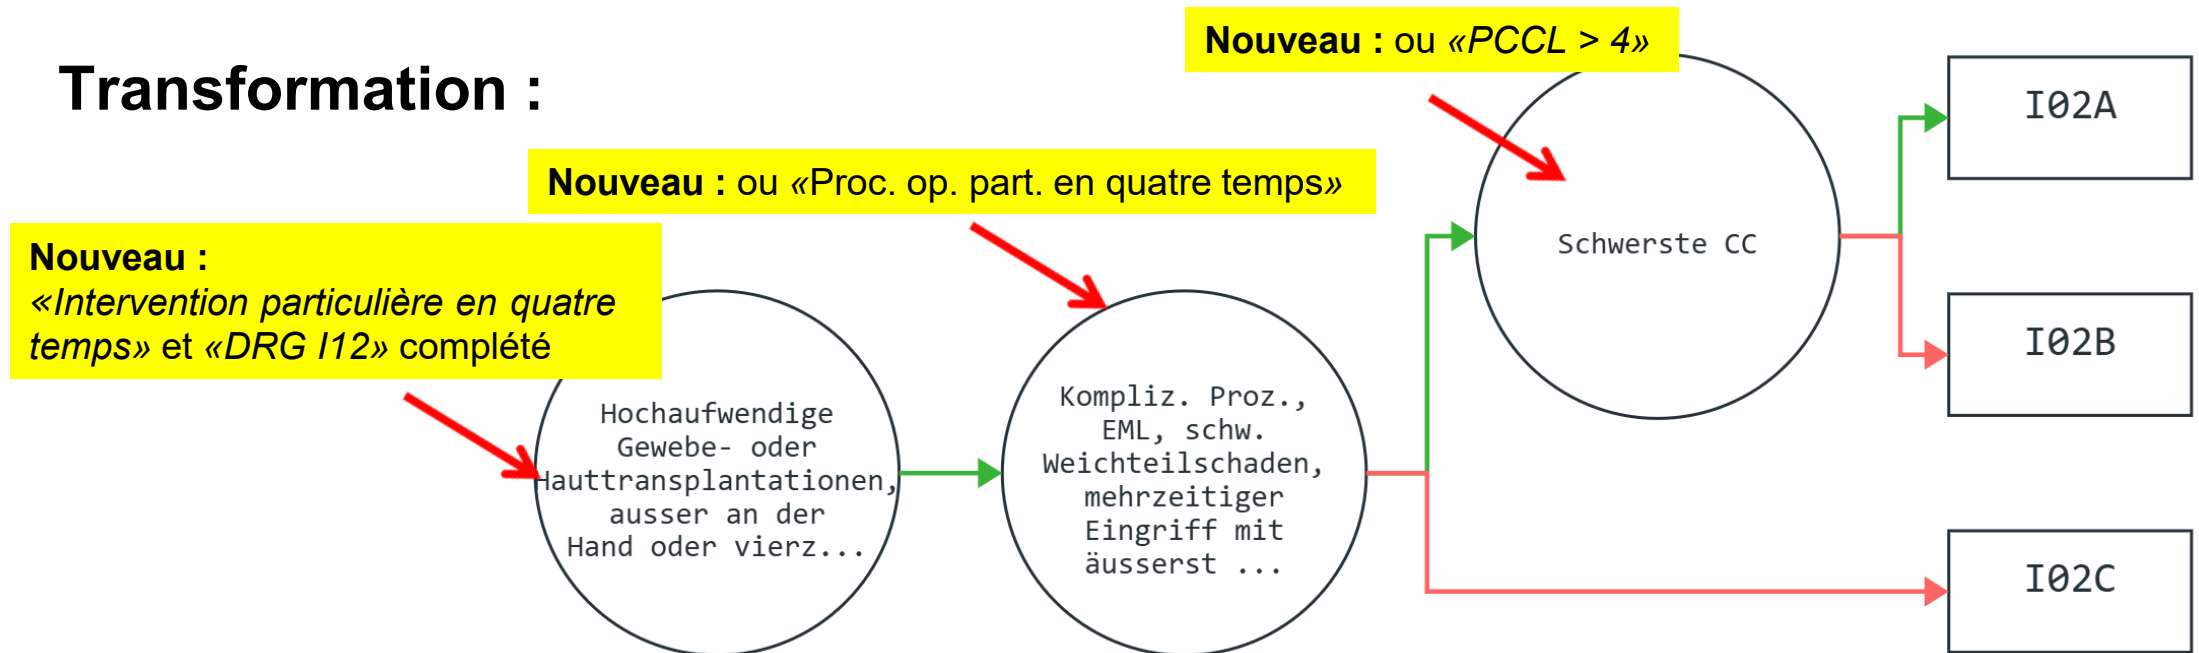 Transformation :
Nouveau : ou «PCCL > 4»
Nouveau : ou «Proc. op. part. en quatre temps»
Nouveau :
«Intervention particulière en quatre
temps» et «DRG I12» complété
Hochaufwendige
Gewebe- oder
Hauttransplantationen,
ausser an der
Hand oder vierz...
Kompliz. Proz.,
EML, schw.
Weichteilschaden,
mehrzeitiger
Eingriff mit
äusserst ...
Schwerste CC
I02A
I02B
I02C